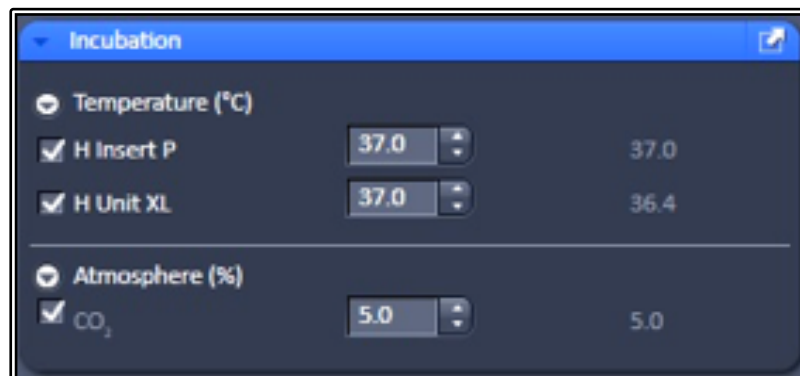 Incubation
Temperature (°C)
H Insert P 37.0 37.0
H Unit XL 37.0 36.4
Atmosphere (%)
CO₂ 5.0 5.0